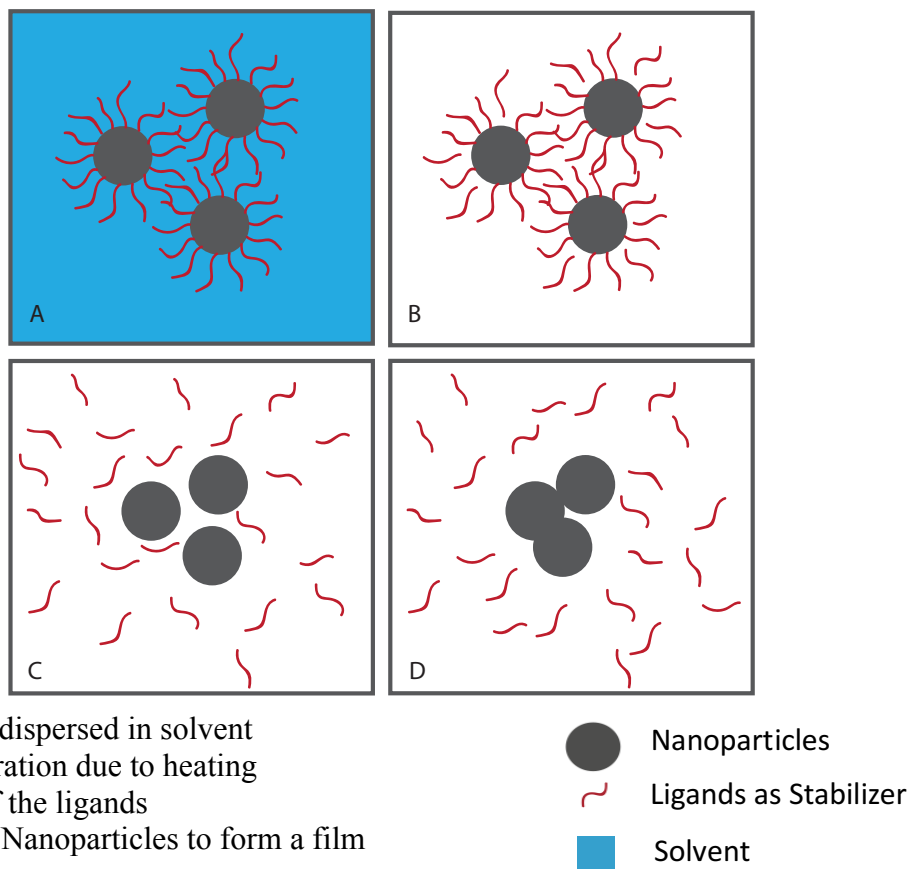 A
B
C
D
dispersed in solvent
ration due to heating
the ligands
Nanoparticles to form a film
Nanoparticles
Ligands as Stabilizer
Solvent